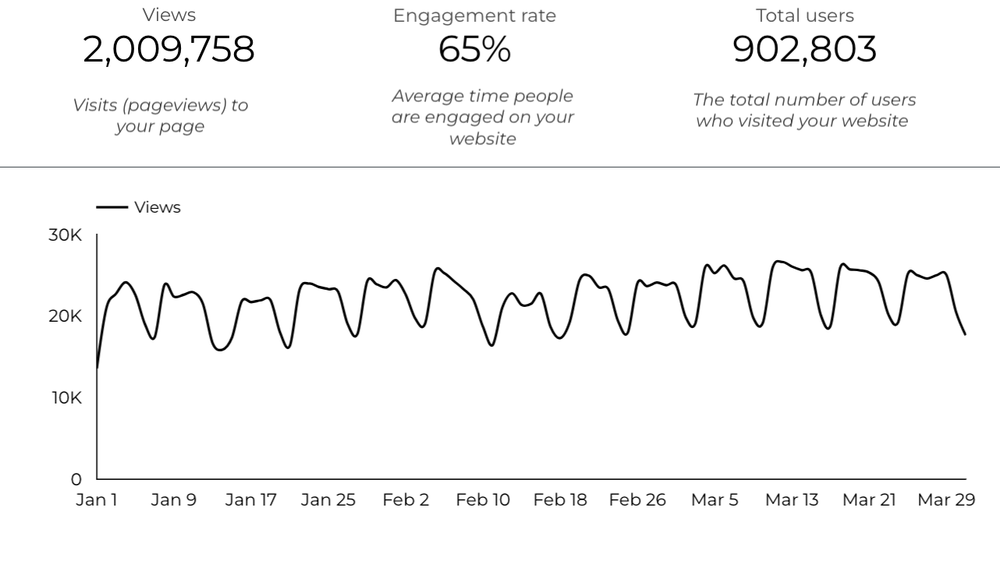 Views
2,009,758
Visits (pageviews) to
your page
Engagement rate
65%
Average time people
are engaged on your
website
Total users
902,803
The total number of users
who visited your website
Views
30K
20K
10K
0
Jan 1 Jan 9 Jan 17 Jan 25 Feb 2 Feb 10 Feb 18 Feb 26 Mar 5 Mar 13 Mar 21 Mar 29